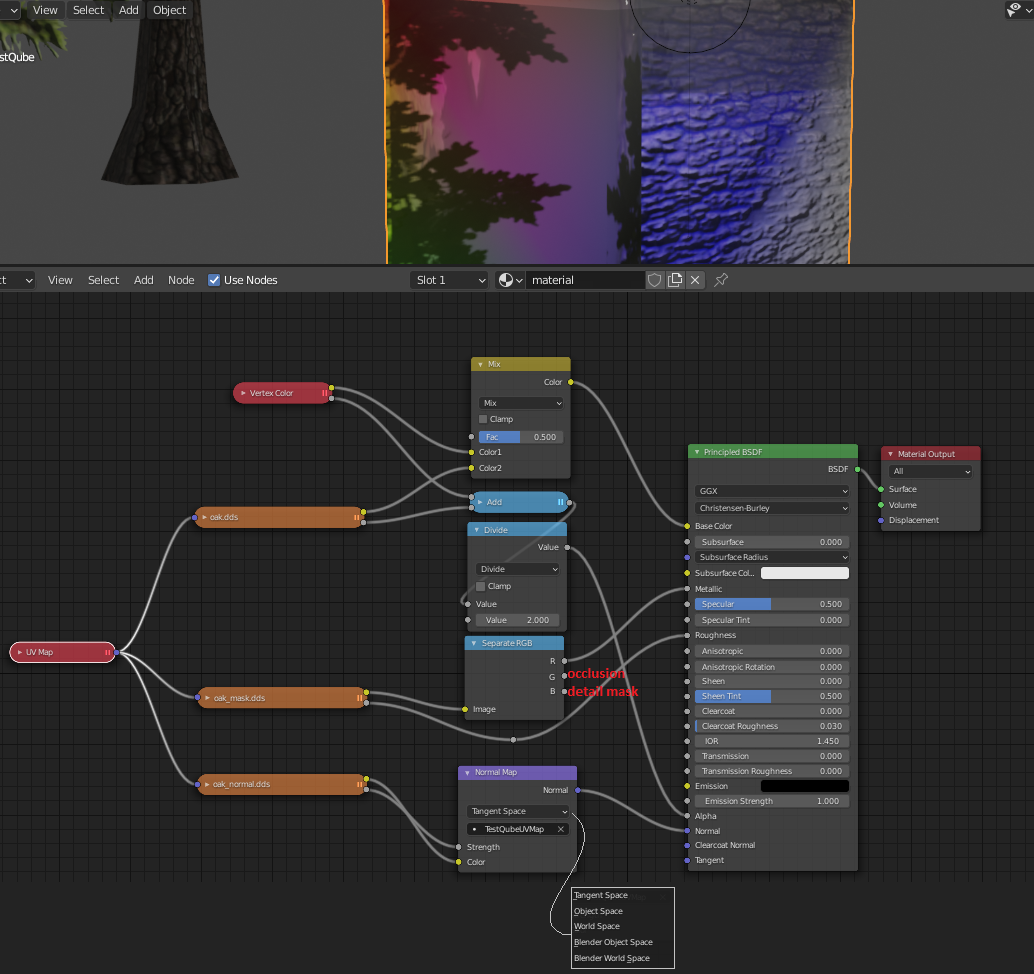 View Select Add Object
stQube
View Select Add Node Use Nodes Slot 1 material
Mix
Color
Mix
Clamp
Fac 0.500
Color1
Color2
Vertex Color
Add
oak.dds
Divide
Value
Divide
Clamp
Value
Value 2.000
Separate RGB
R
G
B
Image
occlusion
detail mask
UV Map
oak_mask.dds
oak_normal.dds
Normal Map
Normal
Tangent Space
TestQubeUVMap
Strength
Color
Tangent Space
Object Space
World Space
Blender Object Space
Blender World Space
Principled BSDF
BSDF
GGX
Christensen-Burley
Base Color
Subsurface 0.000
Subsurface Radius
Subsurface Col...
Metallic
Specular 0.500
Specular Tint 0.000
Roughness
Anisotropic 0.000
Anisotropic Rotation 0.000
Sheen 0.000
Sheen Tint 0.500
Clearcoat 0.000
Clearcoat Roughness 0.030
IOR 1.450
Transmission 0.000
Transmission Roughness 0.000
Emission
Emission Strength 1.000
Alpha
Normal
Clearcoat Normal
Tangent
Material Output
All
Surface
Volume
Displacement